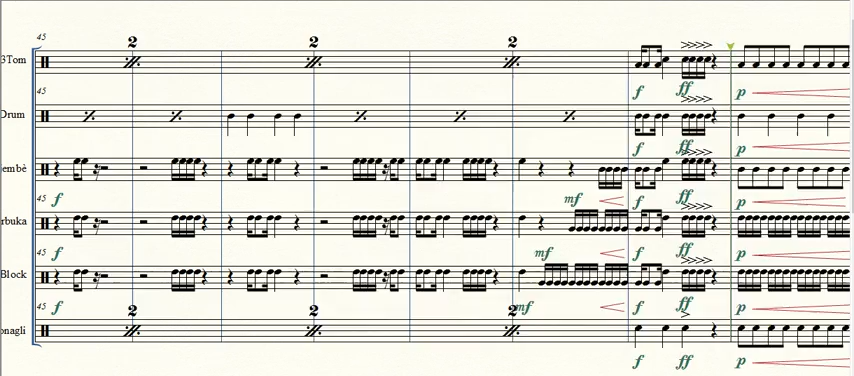 45
2 2 2
3Tom
f ff p
45
Drum
f ff p
embè
f mf f ff p
45
rbuka
f mf f ff p
45
Block
f mf f ff p
45
2 2 2
onagli
f ff p